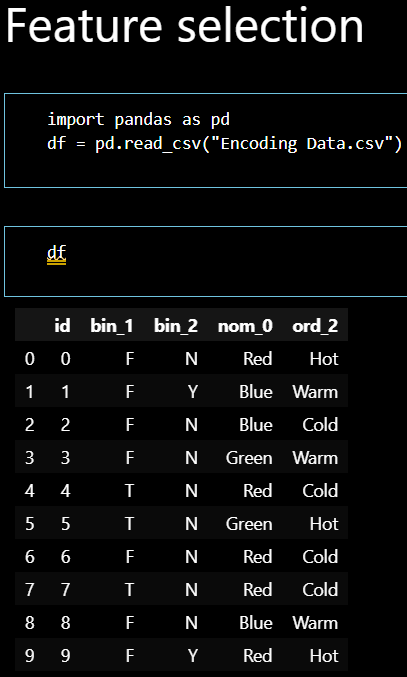 Feature selection
import pandas as pd
df = pd.read_csv("Encoding Data.csv")
df
id bin_1 bin_2 nom_0 ord_2
0 0 F N Red Hot
1 1 F Y Blue Warm
2 2 F N Blue Cold
3 3 F N Green Warm
4 4 T N Red Cold
5 5 T N Green Hot
6 6 F N Red Cold
7 7 T N Red Cold
8 8 F N Blue Warm
9 9 F Y Red Hot